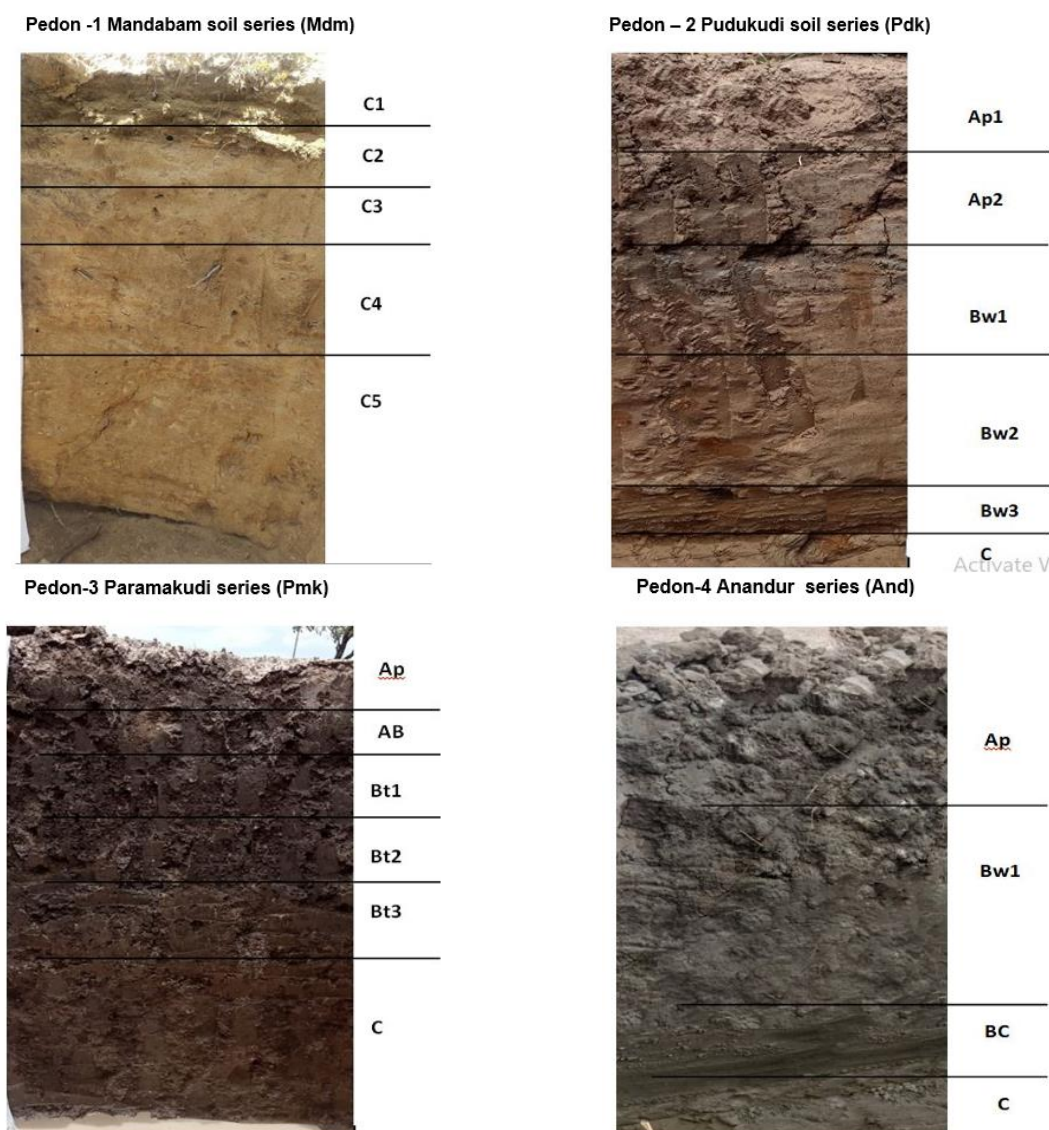 Pedon -1 Mandabam soil series (Mdm)
C1
C2
C3
C4
C5
Pedon – 2 Pudukudi soil series (Pdk)
Ap1
Ap2
Bw1
Bw2
Bw3
C
Activate
Pedon-3 Paramakudi series (Pmk)
Ap
AB
Bt1
Bt2
Bt3
C
Pedon-4 Anandur series (And)
Ap
Bw1
BC
C